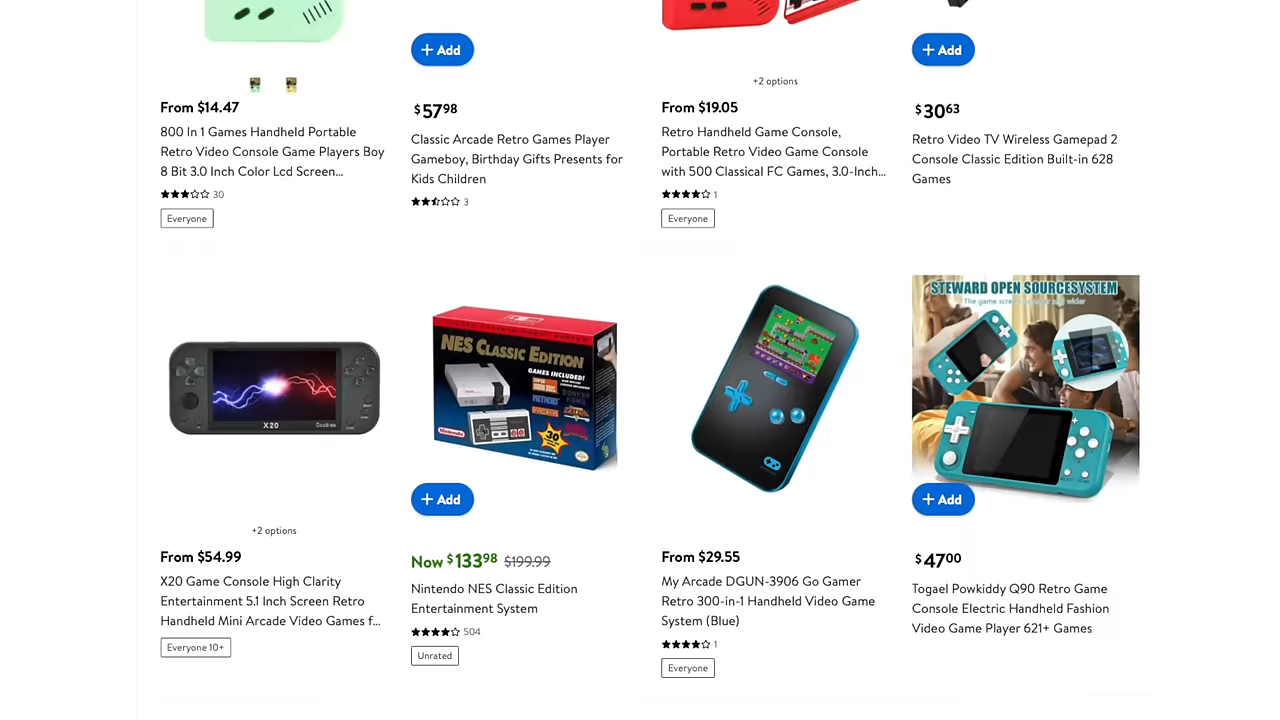 + Add
+2 options
+ Add
From $14.47
$57.98
From $19.05
$30.63
800 In 1 Games Handheld Portable
Retro Video Console Game Players Boy
8 Bit 3.0 Inch Color Lcd Screen...
Classic Arcade Retro Games Player
Gameboy, Birthday Gifts Presents for
Kids Children
Retro Handheld Game Console,
Portable Retro Video Game Console
with 500 Classical FC Games, 3.0-Inch...
Retro Video TV Wireless Gamepad 2
Console Classic Edition Built-in 628
Games
30
3
1
Everyone
Everyone
X20
Doubles
NES CLASSIC EDITION
GAMES INCLUDED!
Nintendo
30
STEWARD OPEN SOURCESYSTEM
+ Add
+ Add
+2 options
From $54.99
Now $133.98 $199.99
From $29.55
$47.00
X20 Game Console High Clarity
Entertainment 5.1 Inch Screen Retro
Handheld Mini Arcade Video Games f...
Nintendo NES Classic Edition
Entertainment System
My Arcade DGUN-3906 Go Gamer
Retro 300-in-1 Handheld Video Game
System (Blue)
Togael Powkiddy Q90 Retro Game
Console Electric Handheld Fashion
Video Game Player 621+ Games
504
1
Everyone 10+
Unrated
Everyone